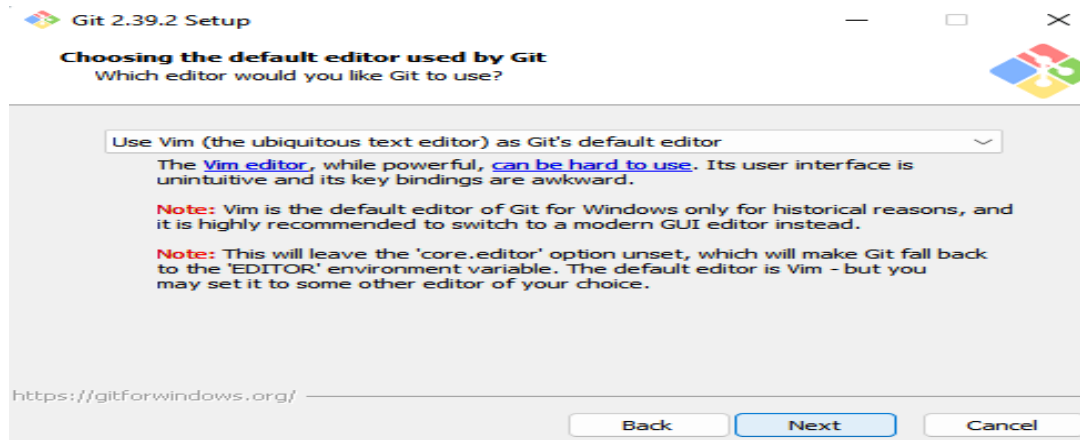 Git 2.39.2 Setup
Choosing the default editor used by Git
Which editor would you like Git to use?
Use Vim (the ubiquitous text editor) as Git's default editor
The Vim editor, while powerful, can be hard to use. Its user interface is
unintuitive and its key bindings are awkward.
Note: Vim is the default editor of Git for Windows only for historical reasons, and
it is highly recommended to switch to a modern GUI editor instead.
Note: This will leave the 'core.editor' option unset, which will make Git fall back
to the 'EDITOR' environment variable. The default editor is Vim - but you
may set it to some other editor of your choice.
https://gitforwindows.org/
Back Next Cancel